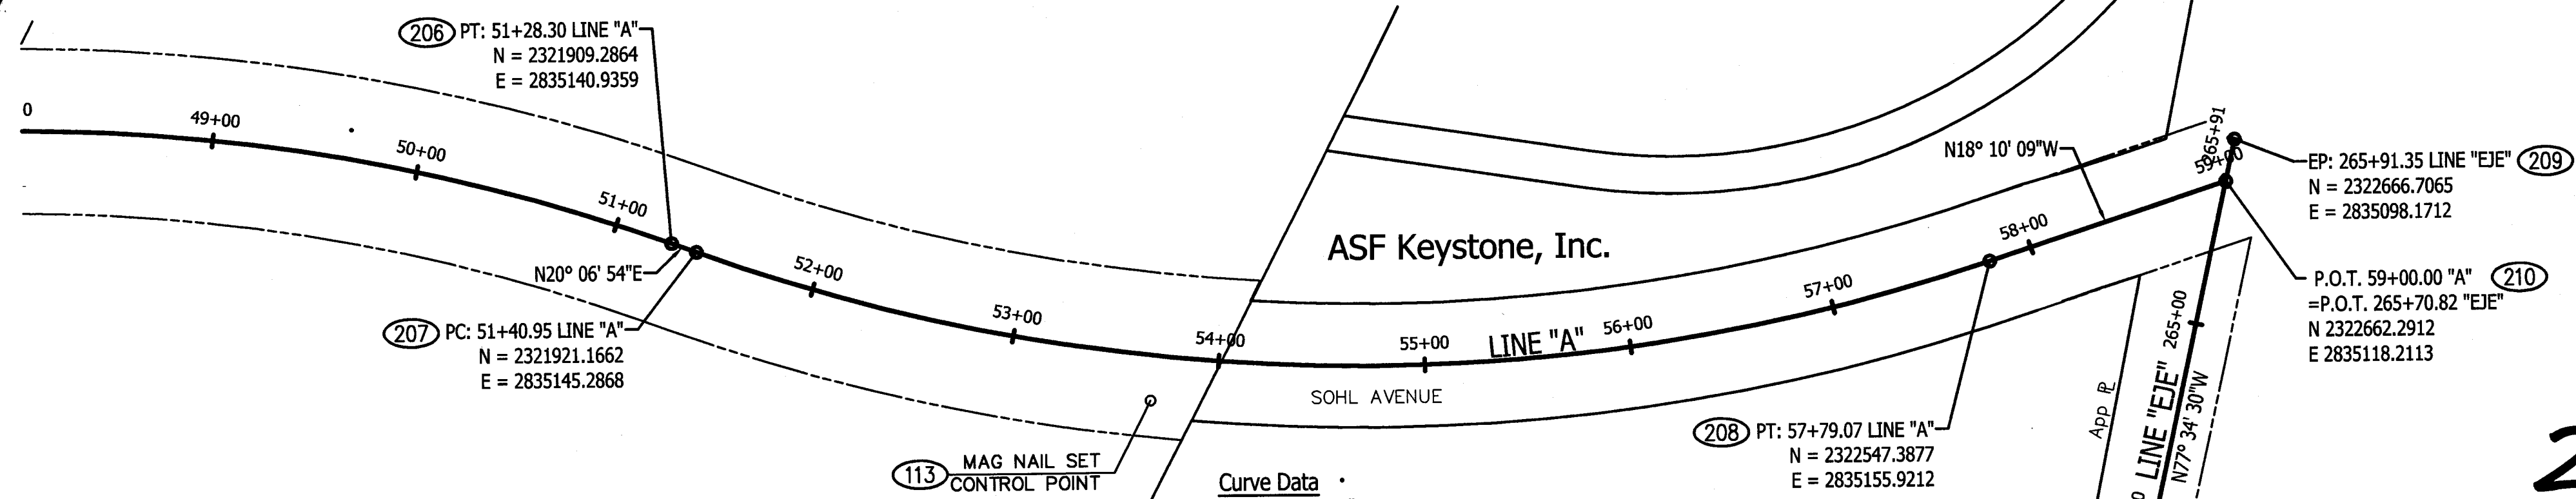 206 PT: 51+28.30 LINE "A"
N = 2321909.2864
E = 2835140.9359
0
49+00
50+00
51+00
N20° 06' 54"E
207 PC: 51+40.95 LINE "A"
N = 2321921.1662
E = 2835145.2868
52+00
53+00
54+00
113 MAG NAIL SET
CONTROL POINT
ASF Keystone, Inc.
55+00
LINE "A"
56+00
57+00
SOHL AVENUE
Curve Data
208 PT: 57+79.07 LINE "A"
N = 2322547.3877
E = 2835155.9212
58+00
N18° 10' 09"W
59+00
265+91
EP: 265+91.35 LINE "EJE" 209
N = 2322666.7065
E = 2835098.1712
P.O.T. 59+00.00 "A" 210
=P.O.T. 265+70.82 "EJE"
N 2322662.2912
E 2835118.2113
265+00
LINE "EJE"
N77° 34' 30"W
APP PL
0
2